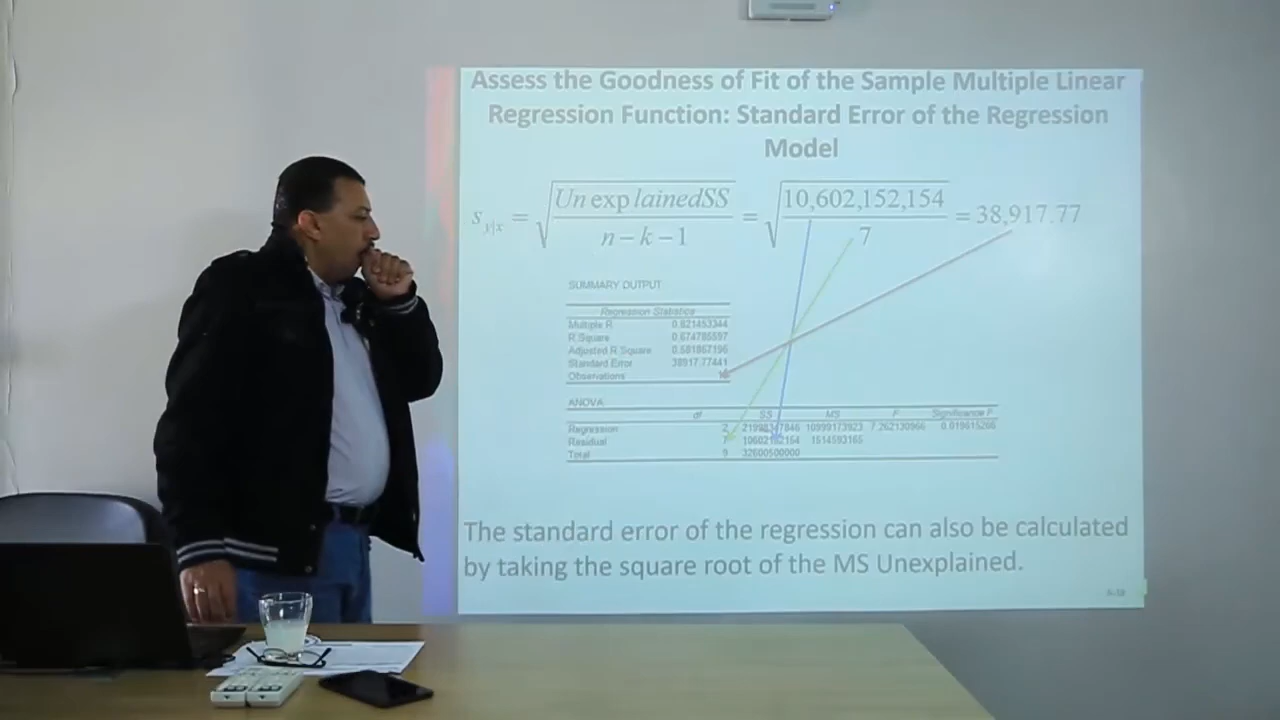 Assess the Goodness of Fit of the Sample Multiple Linear
Regression Function: Standard Error of the Regression
Model
s y|x = √(Un exp lainedSS / n − k − 1) = √(10,602,152,154 / 7) = 38,917.77
SUMMARY OUTPUT
Regression Statistics
Multiple R 0.821453344
R Square 0.674785597
Adjusted R Square 0.581867196
Standard Error 38917.77441
Observations
ANOVA
df SS MS F Significance F
Regression 2 21998347846 10999173923 7.262130966 0.019615266
Residual 7 10602152154 1514593165
Total 9 32600500000
The standard error of the regression can also be calculated
by taking the square root of the MS Unexplained.